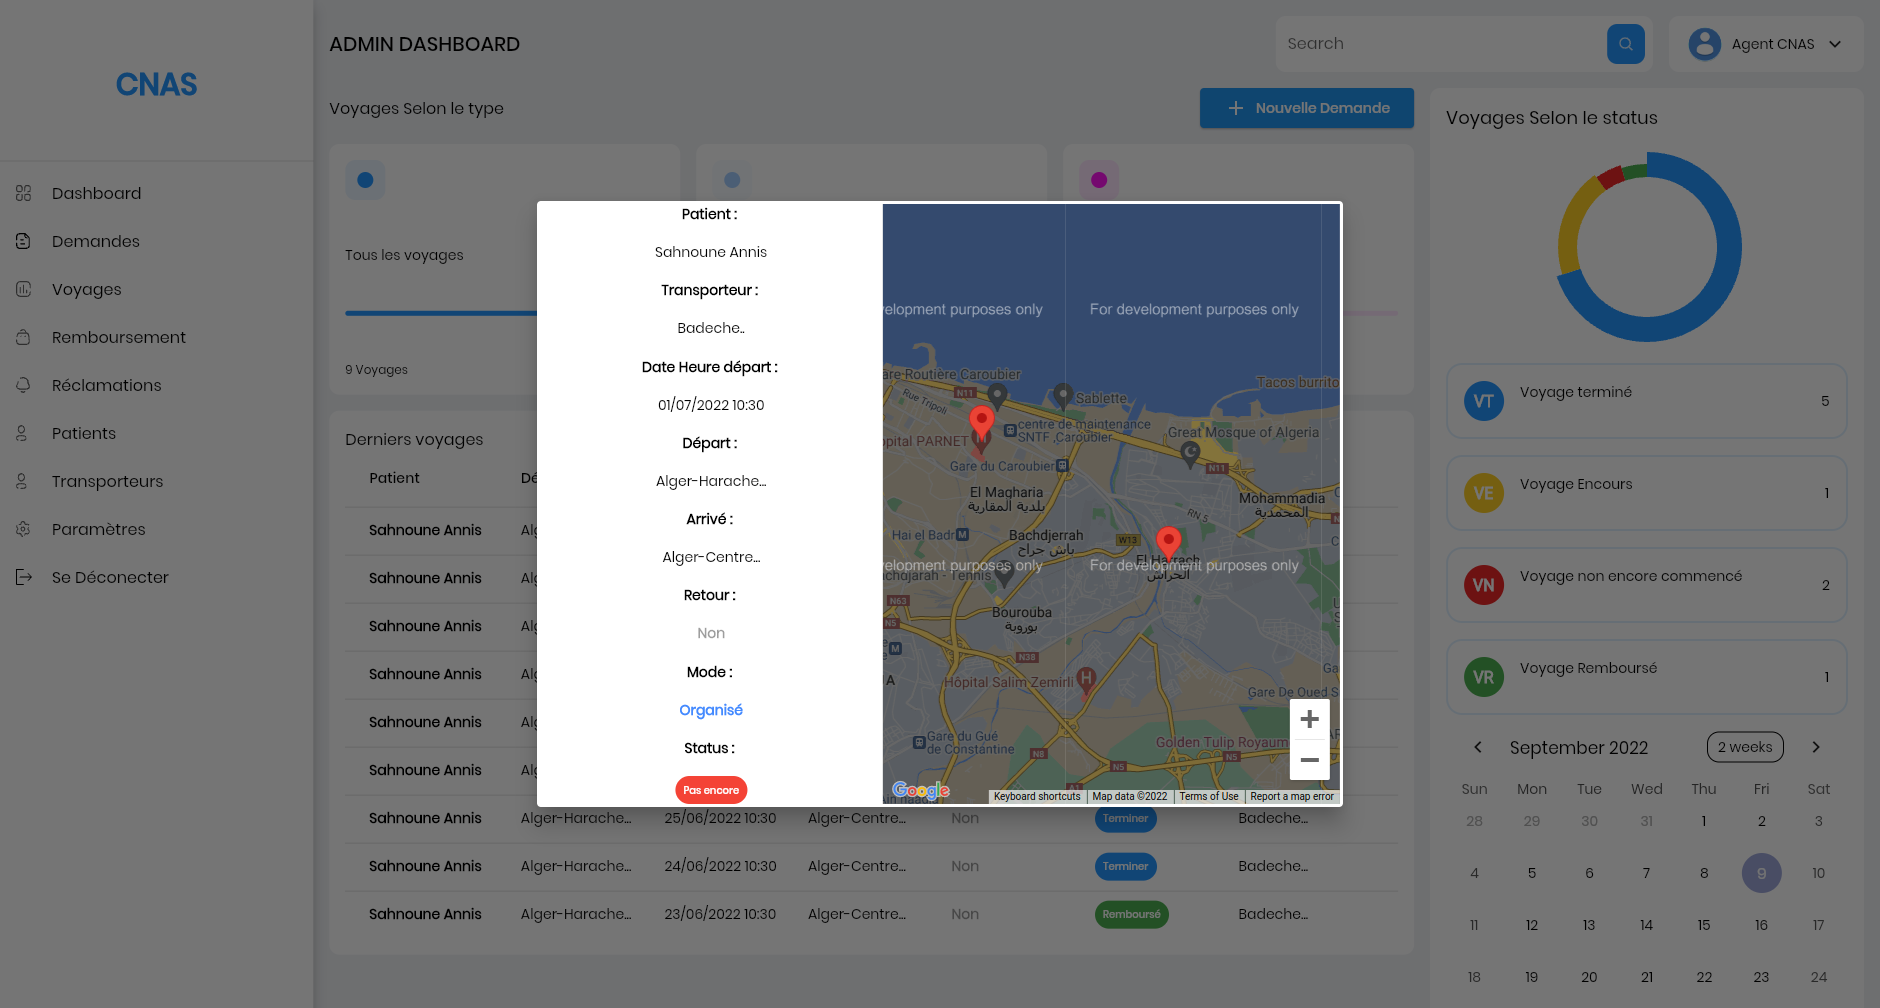 CNAS
Dashboard
Demandes
Voyages
Remboursement
Réclamations
Patients
Transporteurs
Paramètres
Se Déconecter
ADMIN DASHBOARD
Search
Agent CNAS
Voyages Selon le type
Nouvelle Demande
Tous les voyages
9 Voyages
Derniers voyages
Patient
Sahnoune Annis
Sahnoune Annis
Sahnoune Annis
Sahnoune Annis
Sahnoune Annis
Sahnoune Annis
Sahnoune Annis Alger-Harache... 25/06/2022 10:30 Alger-Centre... Non Terminer Badeche..
Sahnoune Annis Alger-Harache... 24/06/2022 10:30 Alger-Centre... Non Terminer Badeche..
Sahnoune Annis Alger-Harache... 23/06/2022 10:30 Alger-Centre... Non Remboursé Badeche..
Patient :
Sahnoune Annis
Transporteur :
Badeche..
Date Heure départ :
01/07/2022 10:30
Départ :
Alger-Harache...
Arrivé :
Alger-Centre...
Retour :
Non
Mode :
Organisé
Status :
Pas encore
purposes only For development purposes only
Routière Caroubier
Tacos burrito
N11
Rue Tripoli
Sablette
centre de maintenance
SNTF ,Caroubier
PARNET
Great Mosque of Algeria
Gare du Caroubier
N11
El Magharia
بلدية المقارية
Mohammadia
المحمدية
RN 5
Hai el Badr
Bachdjerrah
باش جراح
W13
El Harrach
الحراش
purposes only For development purposes only
Tennis
N63
Bourouba
بوروبة
N5
N38
Hôpital Salim Zemirli
Gare De Oued S
Gare du Gué
de Constantine
Golden Tulip Royaum
N8
N5
N5
A1
Google
Keyboard shortcuts Map data ©2022 Terms of Use Report a map error
Voyages Selon le status
VT Voyage terminé 5
VE Voyage Encours 1
VN Voyage non encore commencé 2
VR Voyage Remboursé 1
September 2022 2 weeks
Sun Mon Tue Wed Thu Fri Sat
28 29 30 31 1 2 3
4 5 6 7 8 9 10
11 12 13 14 15 16 17
18 19 20 21 22 23 24